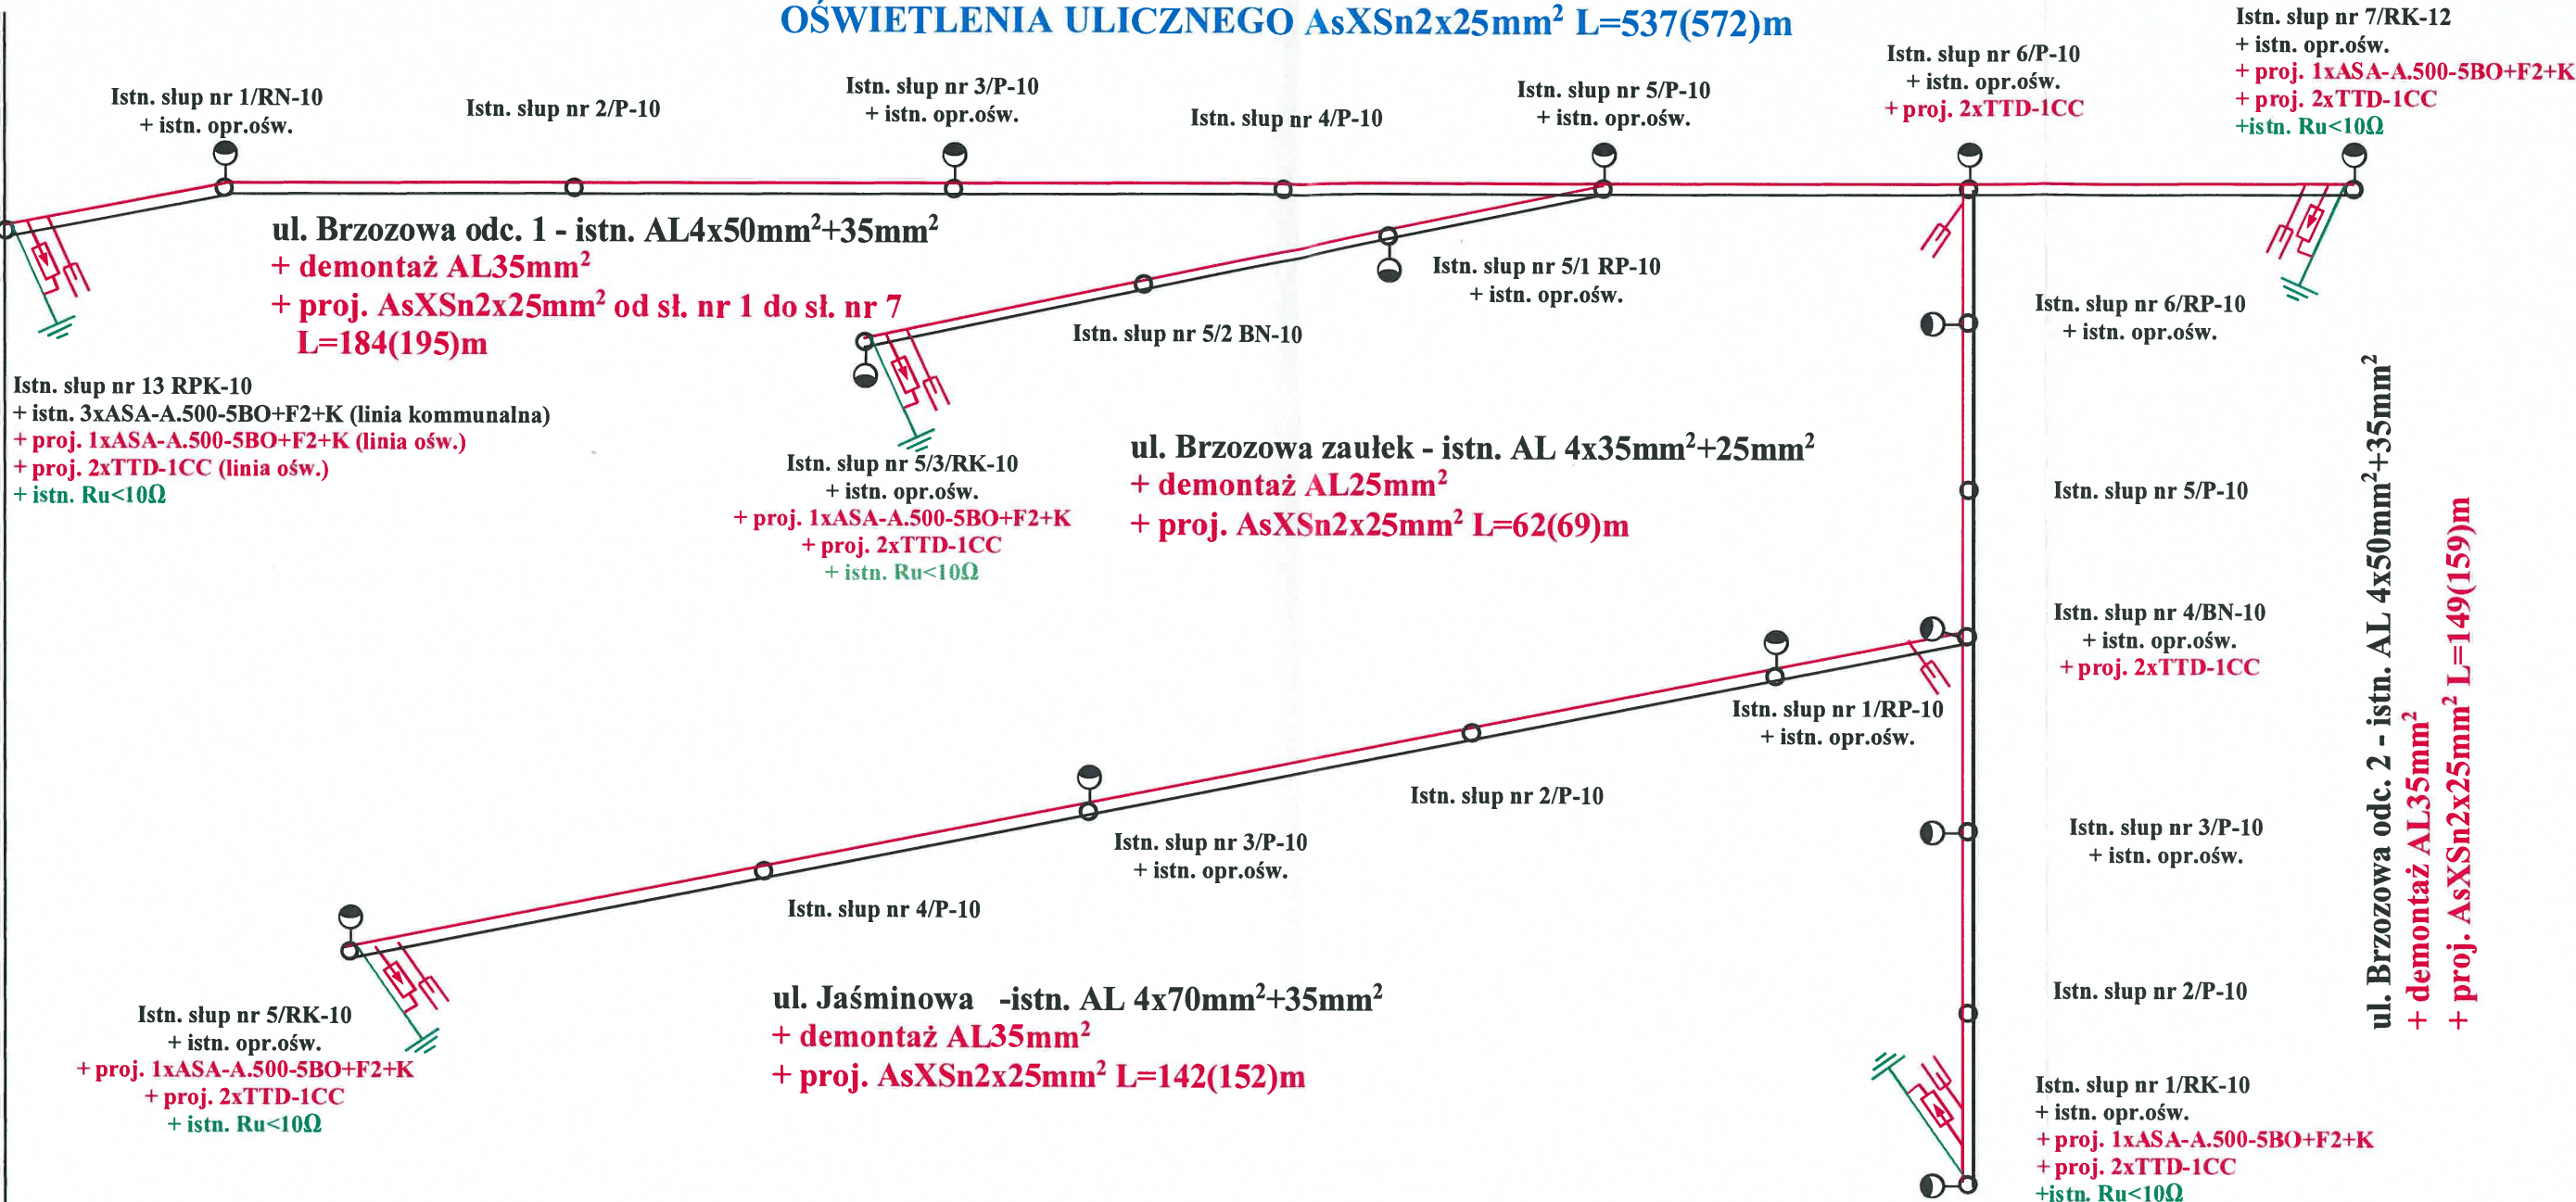 OŚWIETLENIA ULICZNEGO AsXSn2x25mm² L=537(572)m
Istn. słup nr 1/RN-10
+ istn. opr.ośw.
Istn. słup nr 2/P-10
Istn. słup nr 3/P-10
+ istn. opr.ośw.
Istn. słup nr 4/P-10
Istn. słup nr 5/P-10
+ istn. opr.ośw.
Istn. słup nr 6/P-10
+ istn. opr.ośw.
+ proj. 2xTTD-1CC
Istn. słup nr 7/RK-12
+ istn. opr.ośw.
+ proj. 1xASA-A.500-5BO+F2+K
+ proj. 2xTTD-1CC
+istn. Ru<10Ω
ul. Brzozowa odc. 1 - istn. AL4x50mm²+35mm²
+ demontaż AL35mm²
+ proj. AsXSn2x25mm² od sł. nr 1 do sł. nr 7
L=184(195)m
Istn. słup nr 5/1 RP-10
+ istn. opr.ośw.
Istn. słup nr 5/2 BN-10
Istn. słup nr 6/RP-10
+ istn. opr.ośw.
Istn. słup nr 13 RPK-10
+ istn. 3xASA-A.500-5BO+F2+K (linia kommunalna)
+ proj. 1xASA-A.500-5BO+F2+K (linia ośw.)
+ proj. 2xTTD-1CC (linia ośw.)
+ istn. Ru<10Ω
Istn. słup nr 5/3/RK-10
+ istn. opr.ośw.
+ proj. 1xASA-A.500-5BO+F2+K
+ proj. 2xTTD-1CC
+ istn. Ru<10Ω
ul. Brzozowa zaułek - istn. AL 4x35mm²+25mm²
+ demontaż AL25mm²
+ proj. AsXSn2x25mm² L=62(69)m
Istn. słup nr 5/P-10
Istn. słup nr 4/BN-10
+ istn. opr.ośw.
+ proj. 2xTTD-1CC
ul. Brzozowa odc. 2 - istn. AL 4x50mm²+35mm²
+ demontaż AL35mm²
+ proj. AsXSn2x25mm² L=149(159)m
Istn. słup nr 1/RP-10
+ istn. opr.ośw.
Istn. słup nr 2/P-10
Istn. słup nr 3/P-10
+ istn. opr.ośw.
Istn. słup nr 3/P-10
+ istn. opr.ośw.
Istn. słup nr 4/P-10
Istn. słup nr 2/P-10
ul. Jaśminowa -istn. AL 4x70mm²+35mm²
+ demontaż AL35mm²
+ proj. AsXSn2x25mm² L=142(152)m
Istn. słup nr 5/RK-10
+ istn. opr.ośw.
+ proj. 1xASA-A.500-5BO+F2+K
+ proj. 2xTTD-1CC
+ istn. Ru<10Ω
Istn. słup nr 1/RK-10
+ istn. opr.ośw.
+ proj. 1xASA-A.500-5BO+F2+K
+ proj. 2xTTD-1CC
+istn. Ru<10Ω